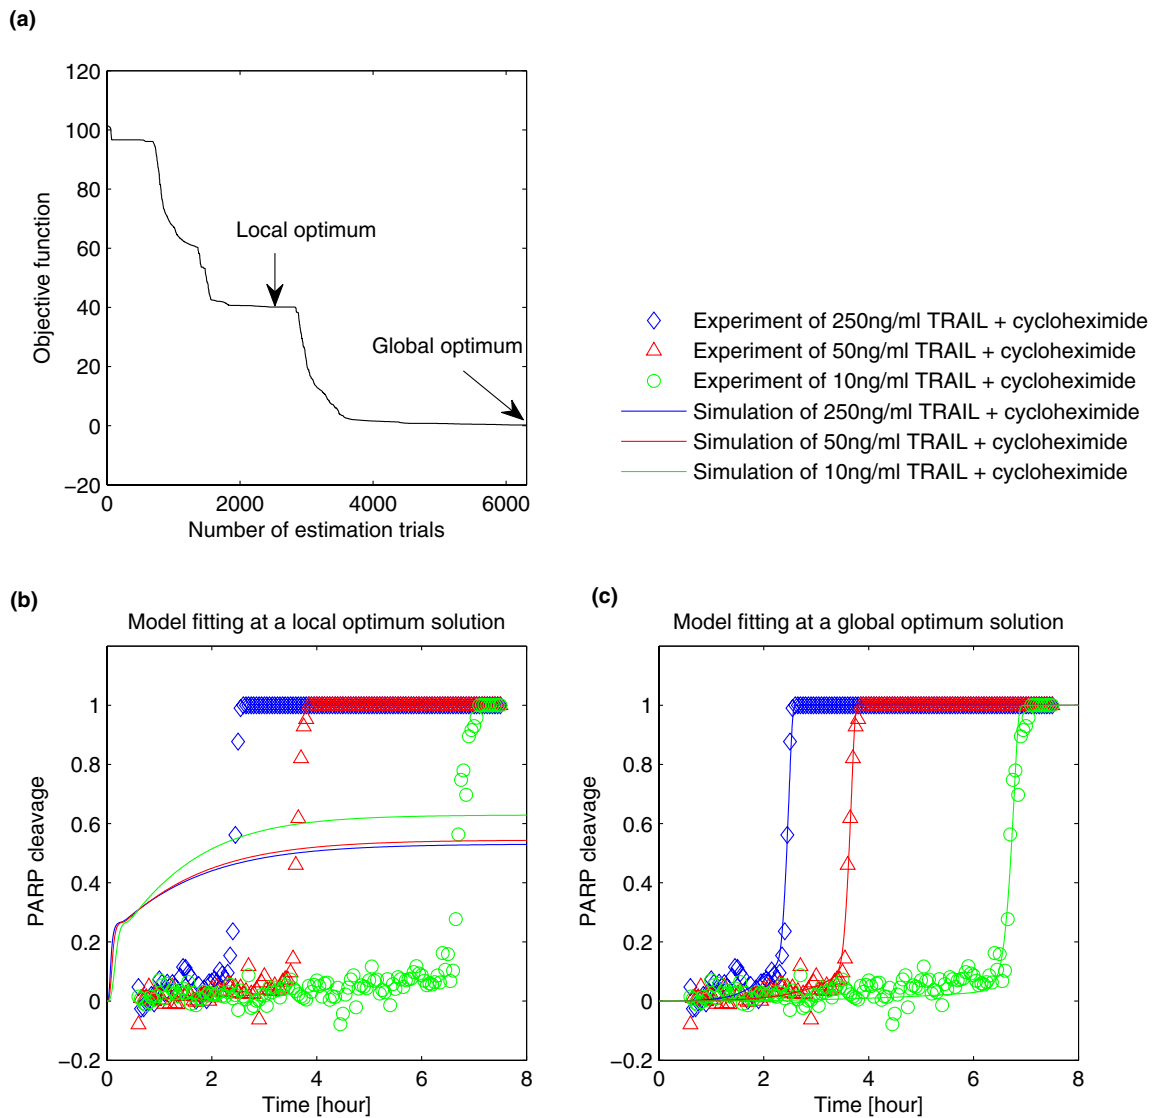 (a)
120
100
80
60
40
20
0
−20
Objective function
Local optimum
Global optimum
0
2000
4000
6000
Number of estimation trials
Experiment of 250ng/ml TRAIL + cycloheximide
Experiment of 50ng/ml TRAIL + cycloheximide
Experiment of 10ng/ml TRAIL + cycloheximide
Simulation of 250ng/ml TRAIL + cycloheximide
Simulation of 50ng/ml TRAIL + cycloheximide
Simulation of 10ng/ml TRAIL + cycloheximide
(b)
Model fitting at a local optimum solution
1
0.8
0.6
0.4
0.2
0
−0.2
PARP cleavage
0
2
4
6
8
Time [hour]
(c)
Model fitting at a global optimum solution
1
0.8
0.6
0.4
0.2
0
−0.2
PARP cleavage
0
2
4
6
8
Time [hour]